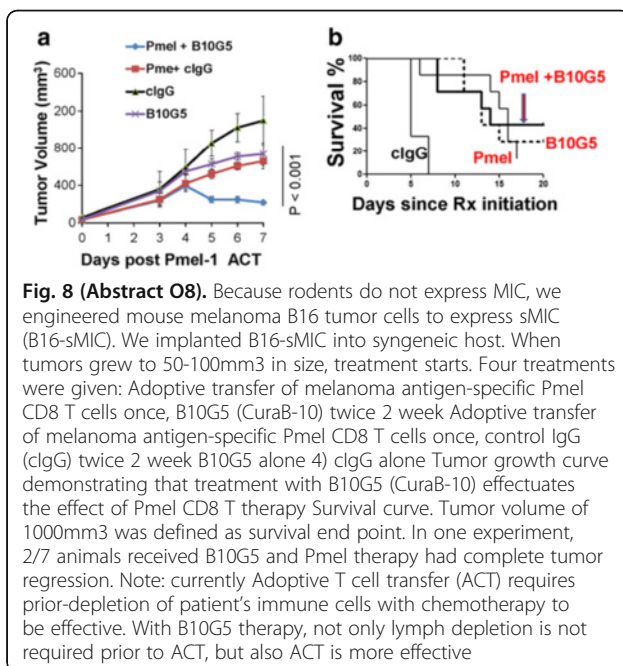 a
Pmel + B10G5
Pme+ cIgG
cIgG
B10G5
Tumor Volume (mm³)
600
200
800
400
0
0 1 2 3 4 5 6 7
Days post Pmel-1 ACT
P < 0.001
b
Survival %
100
80
60
40
20
0
0 5 10 15 20
Days since Rx initiation
cIgG
Pmel +B10G5
Pmel
B10G5
Fig. 8 (Abstract O8). Because rodents do not express MIC, we
engineered mouse melanoma B16 tumor cells to express sMIC
(B16-sMIC). We implanted B16-sMIC into syngeneic host. When
tumors grew to 50-100mm3 in size, treatment starts. Four treatments
were given: Adoptive transfer of melanoma antigen-specific Pmel
CD8 T cells once, B10G5 (CuraB-10) twice 2 week Adoptive transfer
of melanoma antigen-specific Pmel CD8 T cells once, control IgG
(cIgG) twice 2 week B10G5 alone 4) cIgG alone Tumor growth curve
demonstrating that treatment with B10G5 (CuraB-10) effectuates
the effect of Pmel CD8 T therapy Survival curve. Tumor volume of
1000mm3 was defined as survival end point. In one experiment,
2/7 animals received B10G5 and Pmel therapy had complete tumor
regression. Note: currently Adoptive T cell transfer (ACT) requires
prior-depletion of patient's immune cells with chemotherapy to
be effective. With B10G5 therapy, not only lymph depletion is not
required prior to ACT, but also ACT is more effective